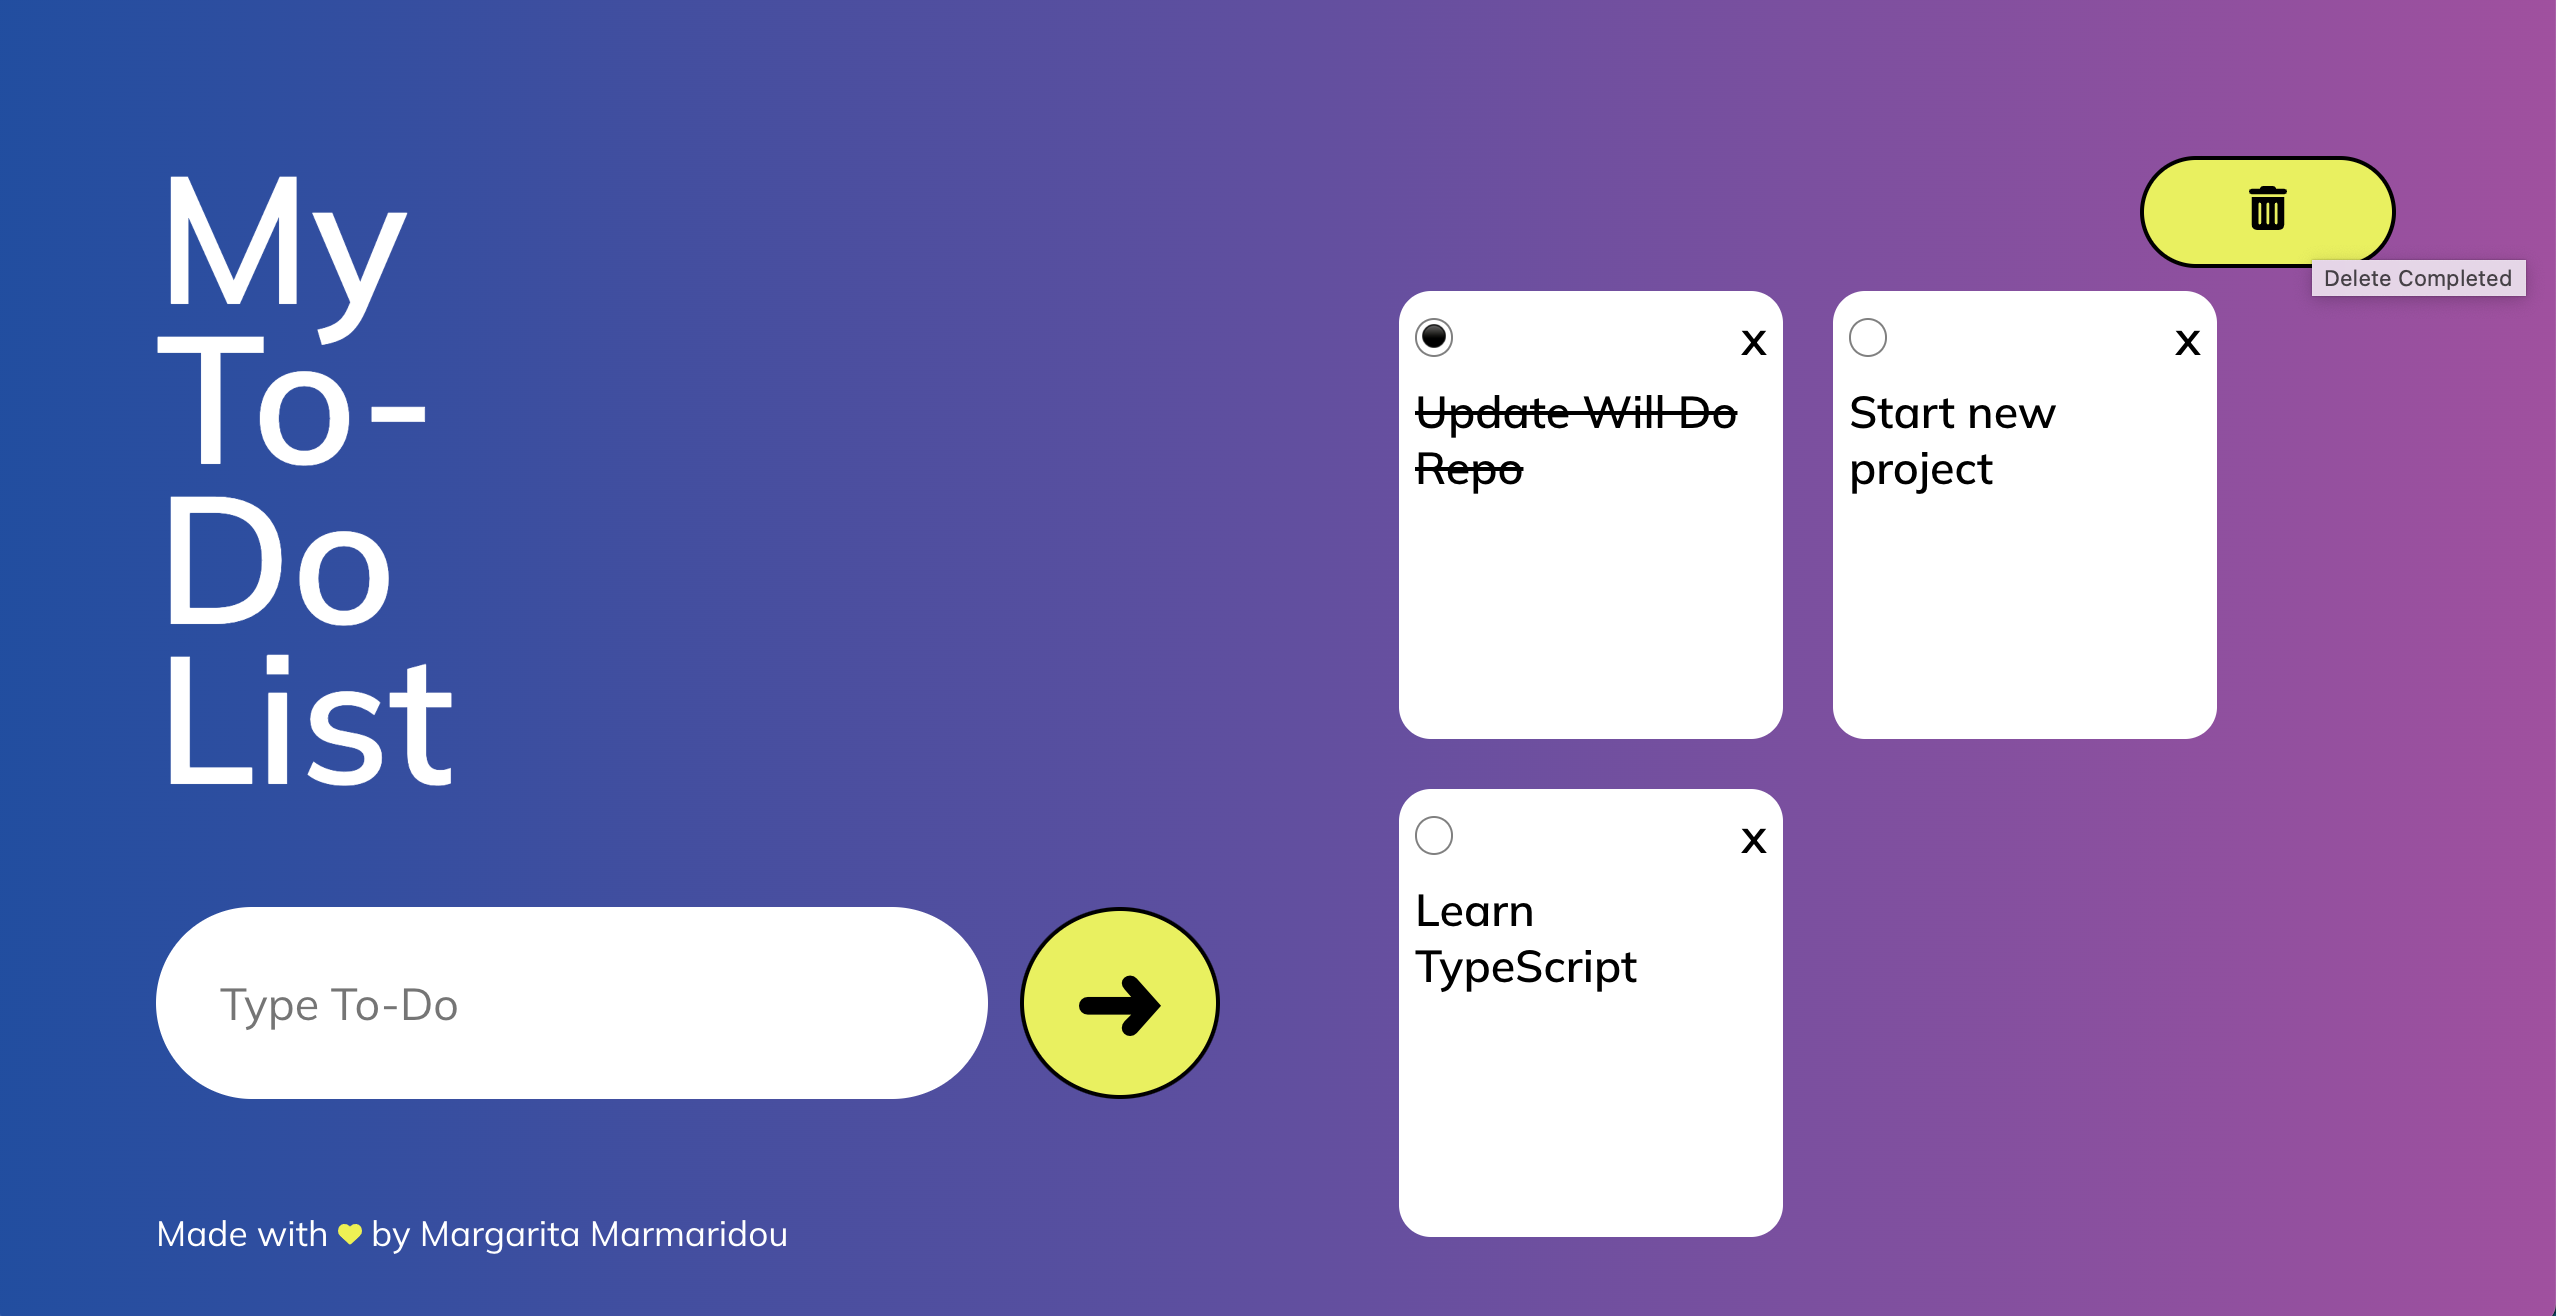 My
To-
Do
List
Type To-Do
Made with by Margarita Marmaridou
Delete Completed
x
Update Will Do
Repo
x
Start new
project
x
Learn
TypeScript